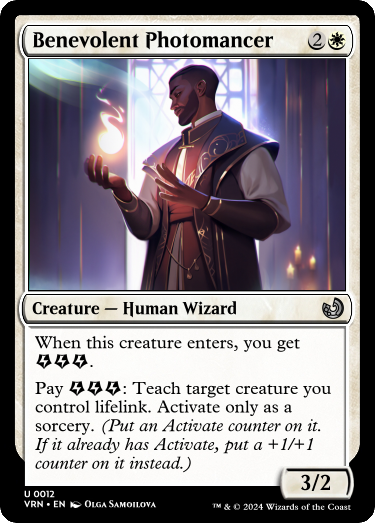 Benevolent Photomancer 2
Creature — Human Wizard
When this creature enters, you get
.
Pay : Teach target creature you
control lifelink. Activate only as a
sorcery. (Put an Activate counter on it.
If it already has Activate, put a +1/+1
counter on it instead.)
3/2
U 0012
VRN • EN Olga Samoilova
™ & © 2024 Wizards of the Coast